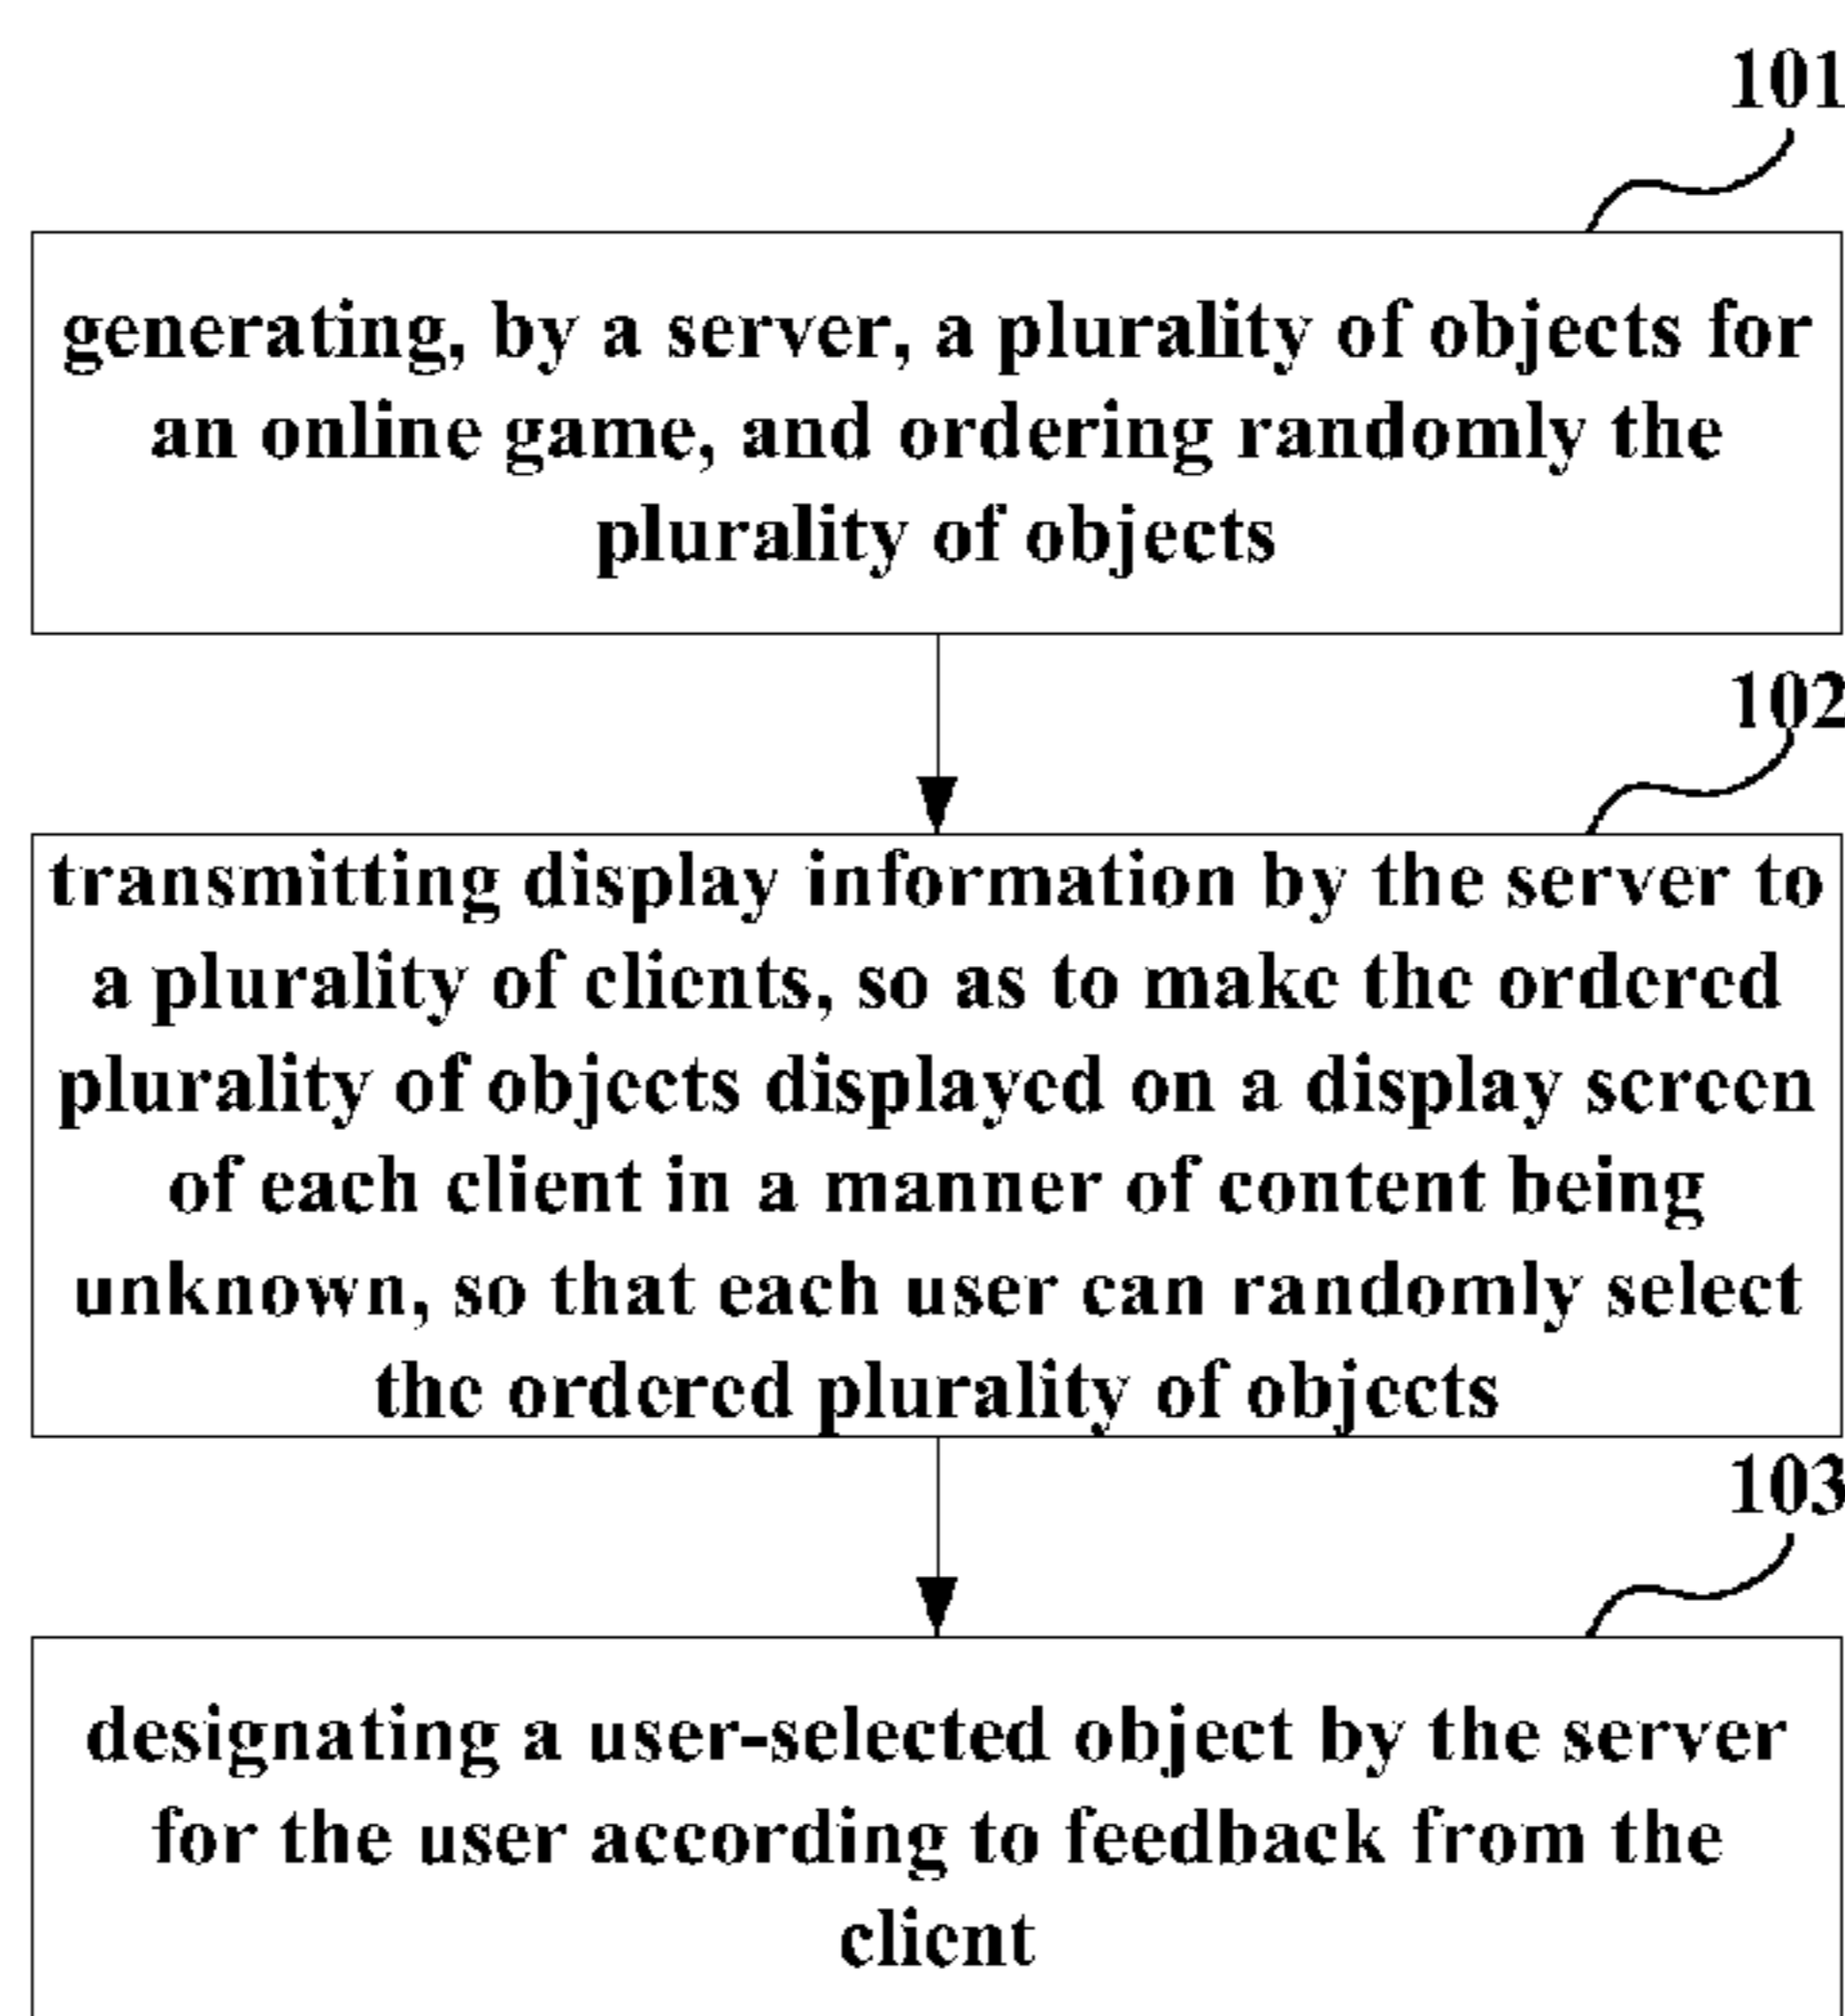 101
generating, by a server, a plurality of objects for
an online game, and ordering randomly the
plurality of objects
102
transmitting display information by the server to
a plurality of clients, so as to make the ordered
plurality of objects displayed on a display screen
of each client in a manner of content being
unknown, so that each user can randomly select
the ordered plurality of objects
103
designating a user-selected object by the server
for the user according to feedback from the
client